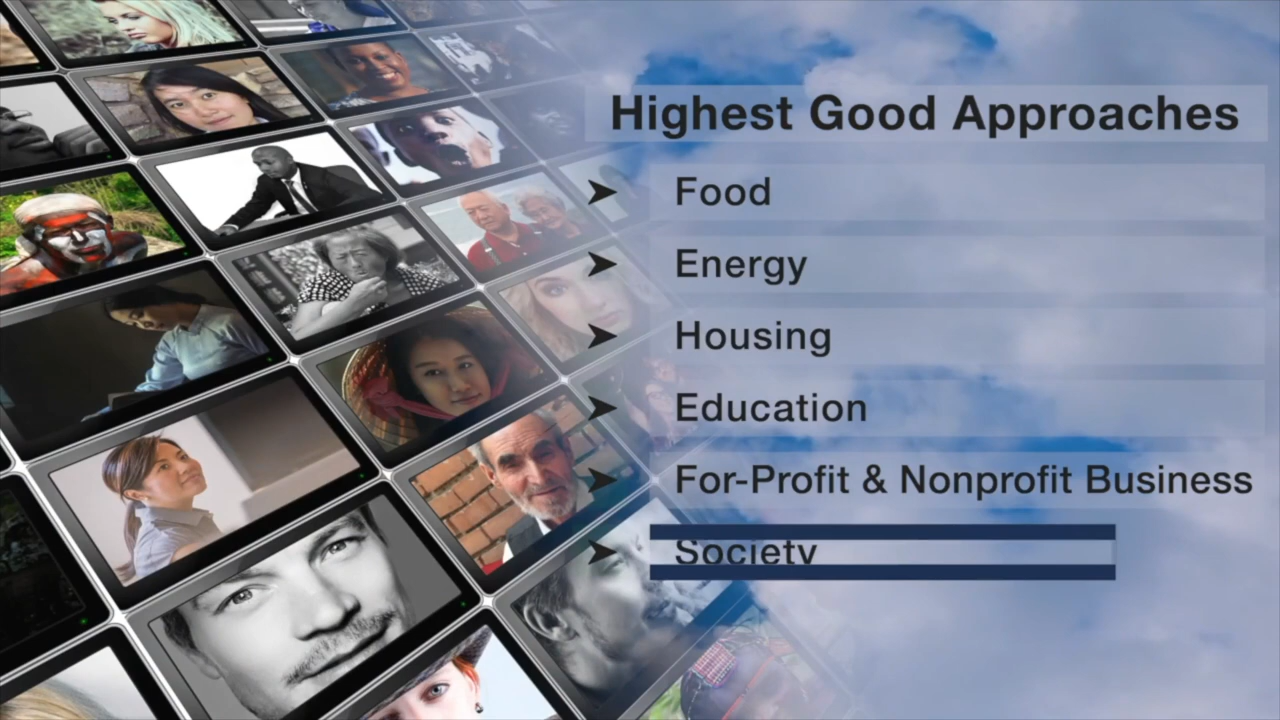 Highest Good Approaches
Food
Energy
Housing
Education
For-Profit & Nonprofit Business
Society